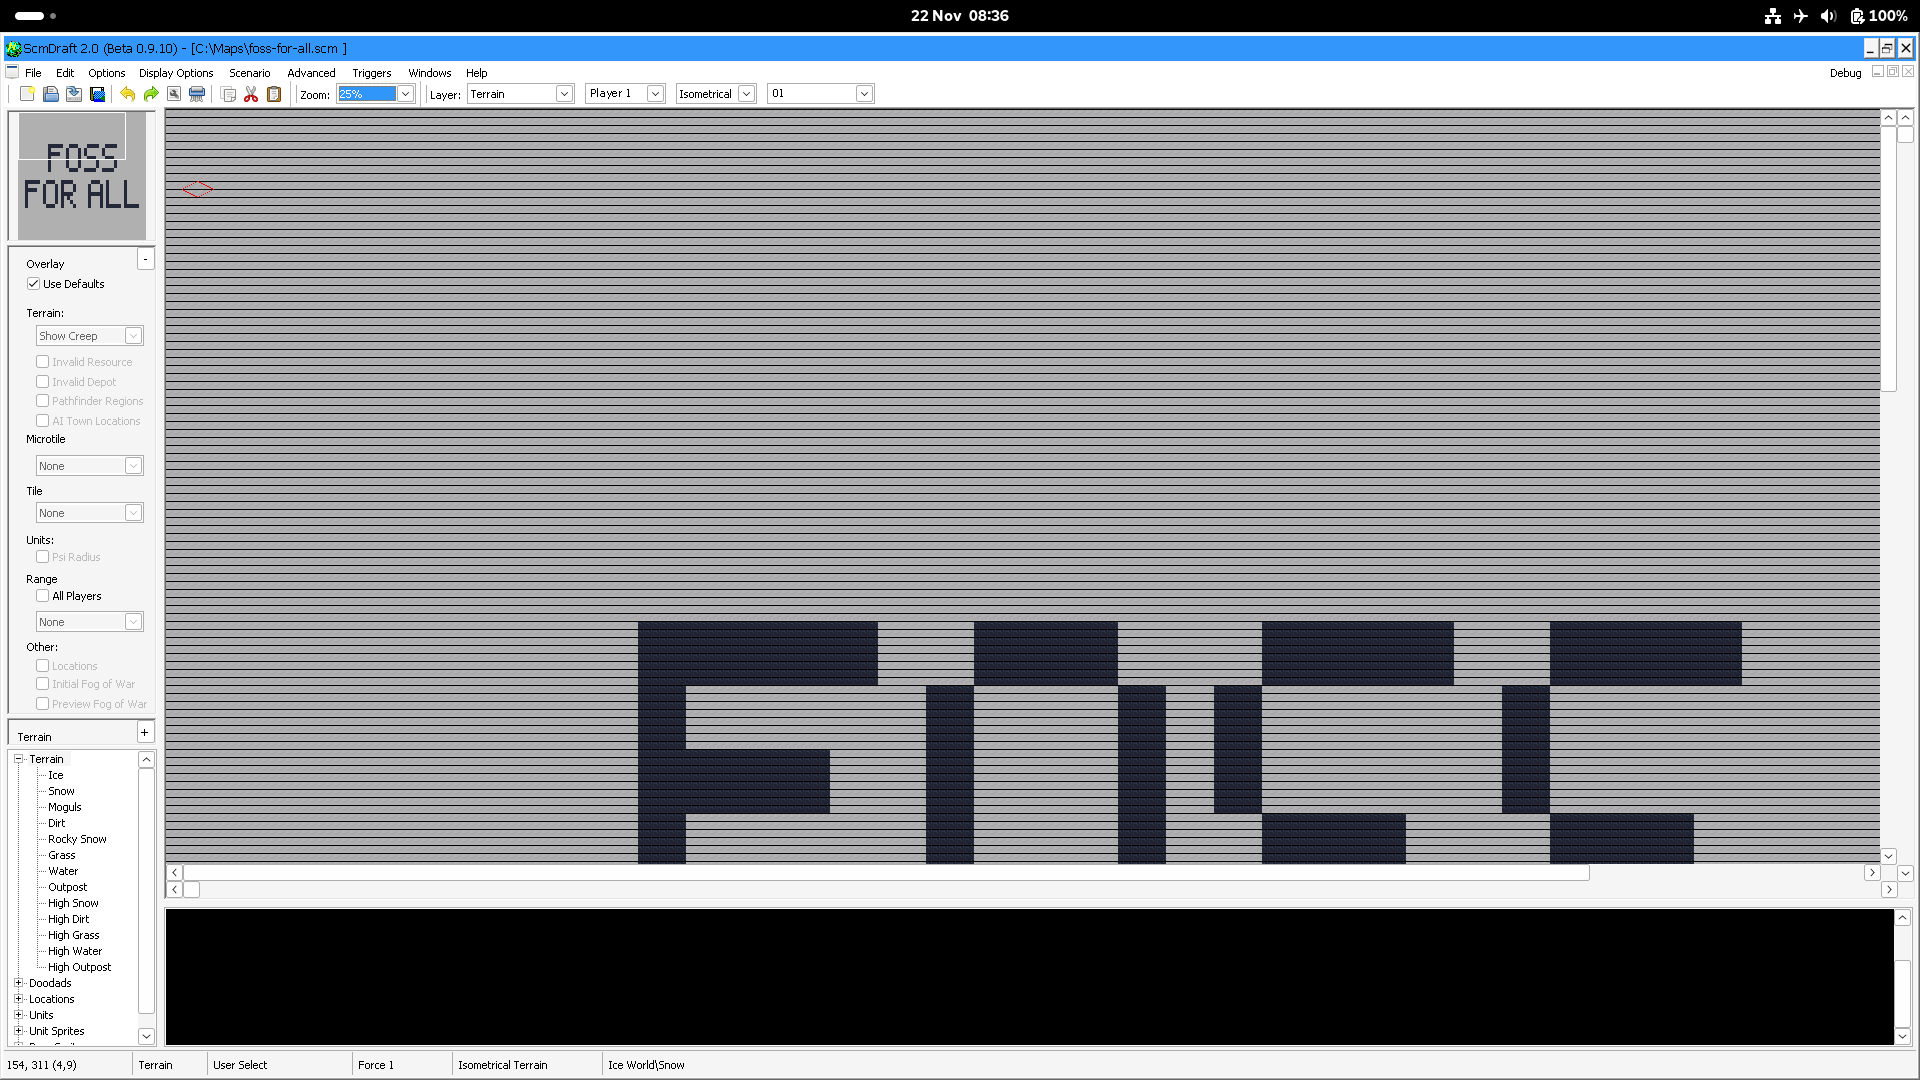 22 Nov 08:36
100%
ScmDraft 2.0 (Beta 0.9.10) - [C:\Maps\foss-for-all.scm ]
File Edit Options Display Options Scenario Advanced Triggers Windows Help Debug
Zoom: 25% Layer: Terrain Player 1 Isometrical 01
FOSS
FOR ALL
Overlay -
Use Defaults
Terrain:
Show Creep
Invalid Resource
Invalid Depot
Pathfinder Regions
AI Town Locations
Microtile
None
Tile
None
Units:
Psi Radius
Range
All Players
None
Other:
Locations
Initial Fog of War
Preview Fog of War
Terrain +
Terrain
Ice
Snow
Moguls
Dirt
Rocky Snow
Grass
Water
Outpost
High Snow
High Dirt
High Grass
High Water
High Outpost
Doodads
Locations
Units
Unit Sprites
154, 311 (4,9) Terrain User Select Force 1 Isometrical Terrain Ice World\Snow